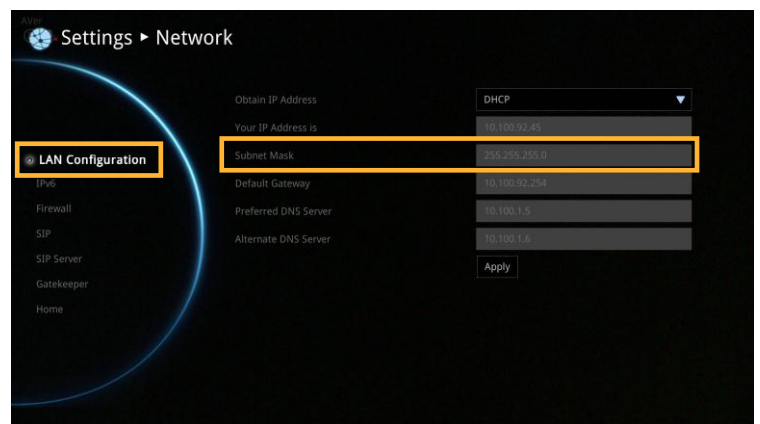 AVer
Settings ▸ Network
Obtain IP Address DHCP
Your IP Address is 10.100.92.45
LAN Configuration
Subnet Mask 255.255.255.0
IPv6
Default Gateway 10.100.92.254
Firewall
Preferred DNS Server 10.100.1.5
SIP
Alternate DNS Server 10.100.1.6
SIP Server
Apply
Gatekeeper
Home